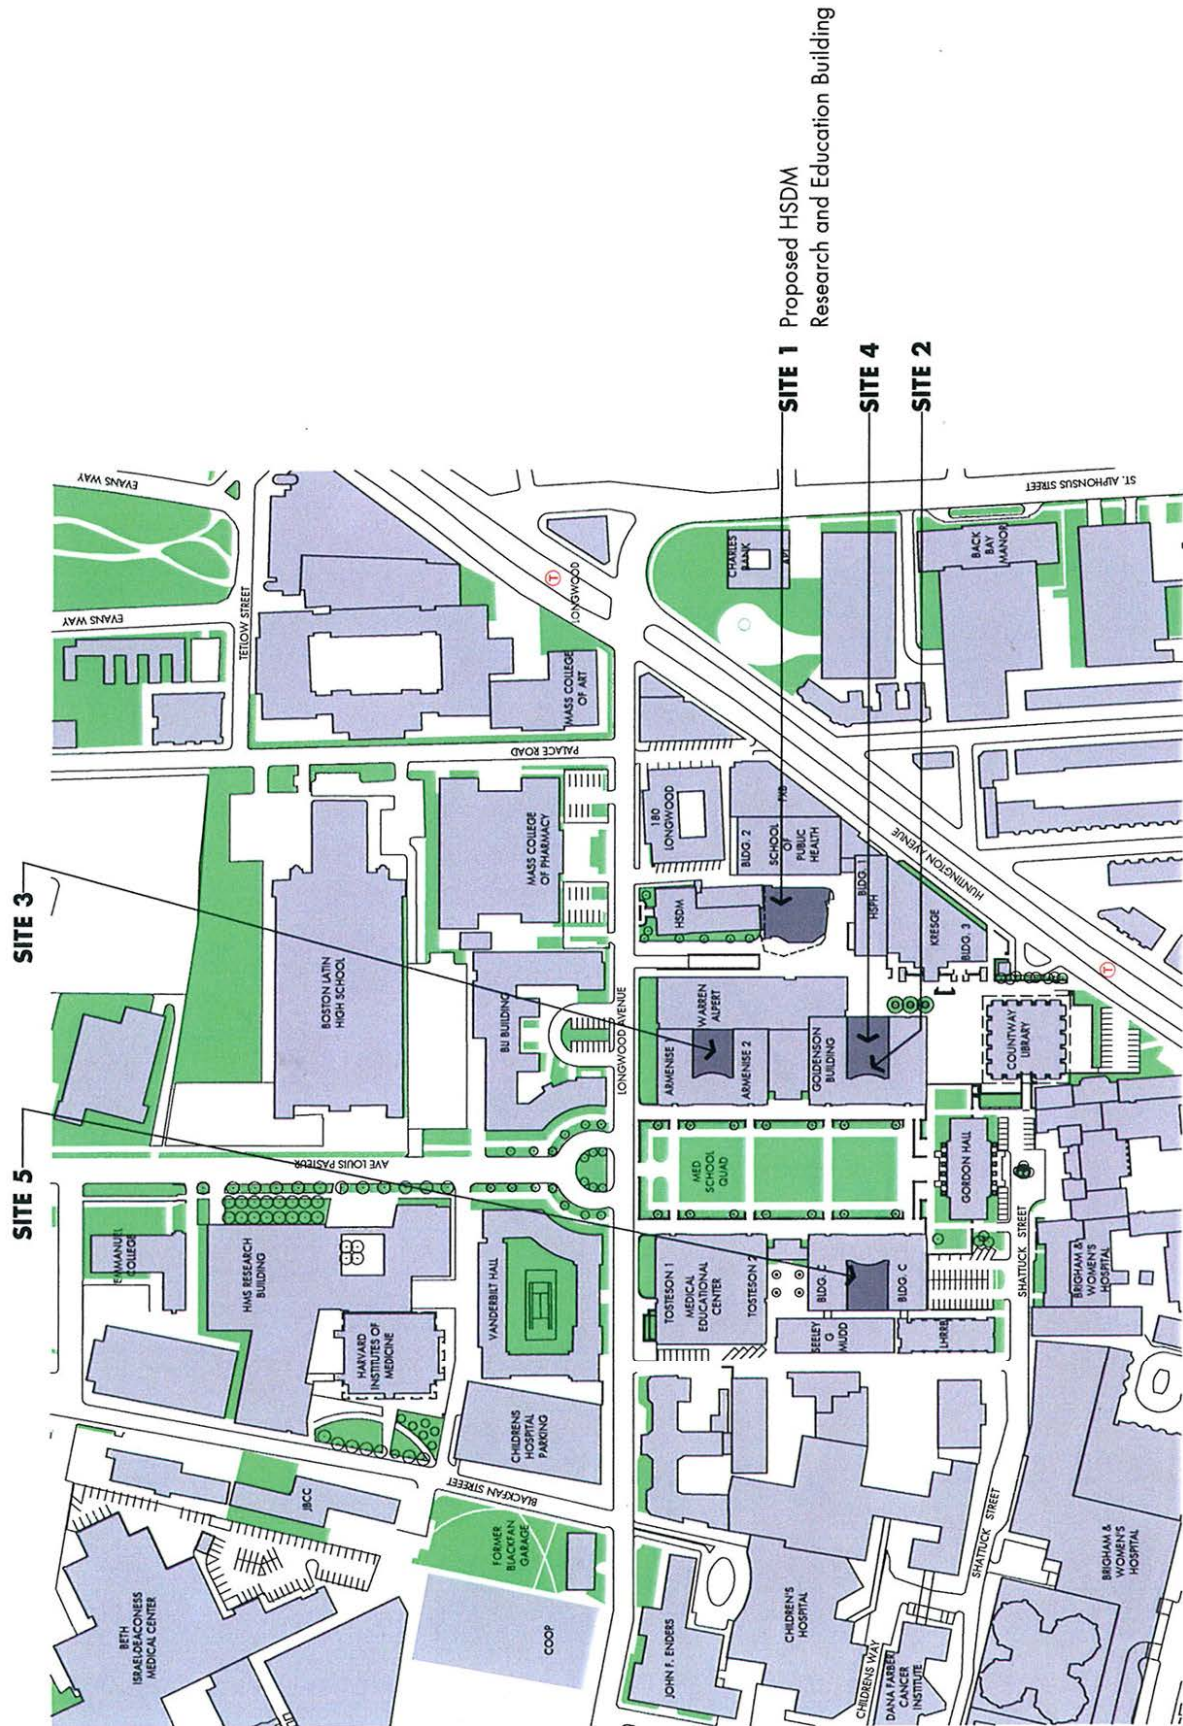 SITE 5
SITE 3
SITE 1 Proposed HSDM
Research and Education Building
SITE 4
SITE 2
EVANS WAY
EVANS WAY
TETLOW STREET
LONGWOOD
T
MASS COLLEGE
OF ART
PALACE ROAD
ST. ALPHONSUS STREET
CHARLES
BANK
APT
BACK
BAY
MANOR
BOSTON LATIN
HIGH SCHOOL
MASS COLLEGE
OF PHARMACY
BLI BUILDING
180
LONGWOOD
BLDG. 2
SCHOOL
OF
PUBLIC
HEALTH
FXB
HSDM
BLDG. 1
HSPH
KRESGE
BLDG. 3
HUNTINGTON AVENUE
T
LONGWOOD AVENUE
WARREN
ALPERT
ARMENISE 1
ARMENISE 2
GOLDENSON
BUILDING
COUNTWAY
LIBRARY
AVE LOUIS PASTEUR
MED
SCHOOL
QUAD
GORDON HALL
EMMANUEL
COLLEGE
HMS RESEARCH
BUILDING
VANDERBILT HALL
HARVARD
INSTITUTES OF
MEDICINE
CHILDRENS
HOSPITAL
PARKING
TOSTESON 1
MEDICAL
EDUCATIONAL
CENTER
TOSTESON 2
BLDG. C
BLDG. C
SEELEY
G
MUDD
LHRRB
SHATTUCK STREET
BRIGHAM &
WOMEN'S
HOSPITAL
BLACKFAN STREEET
JBCC
FORMER
BLACKFAN
GARAGE
BETH
ISRAEL-DEACONESS
MEDICAL CENTER
COOP
JOHN F. ENDERS
CHILDREN'S
HOSPITAL
CHILDRENS WAY
DANA FARBER
CANCER
INSTITUTE
SHATTUCK STREET
BRIGHAM &
WOMEN'S
HOSPITAL